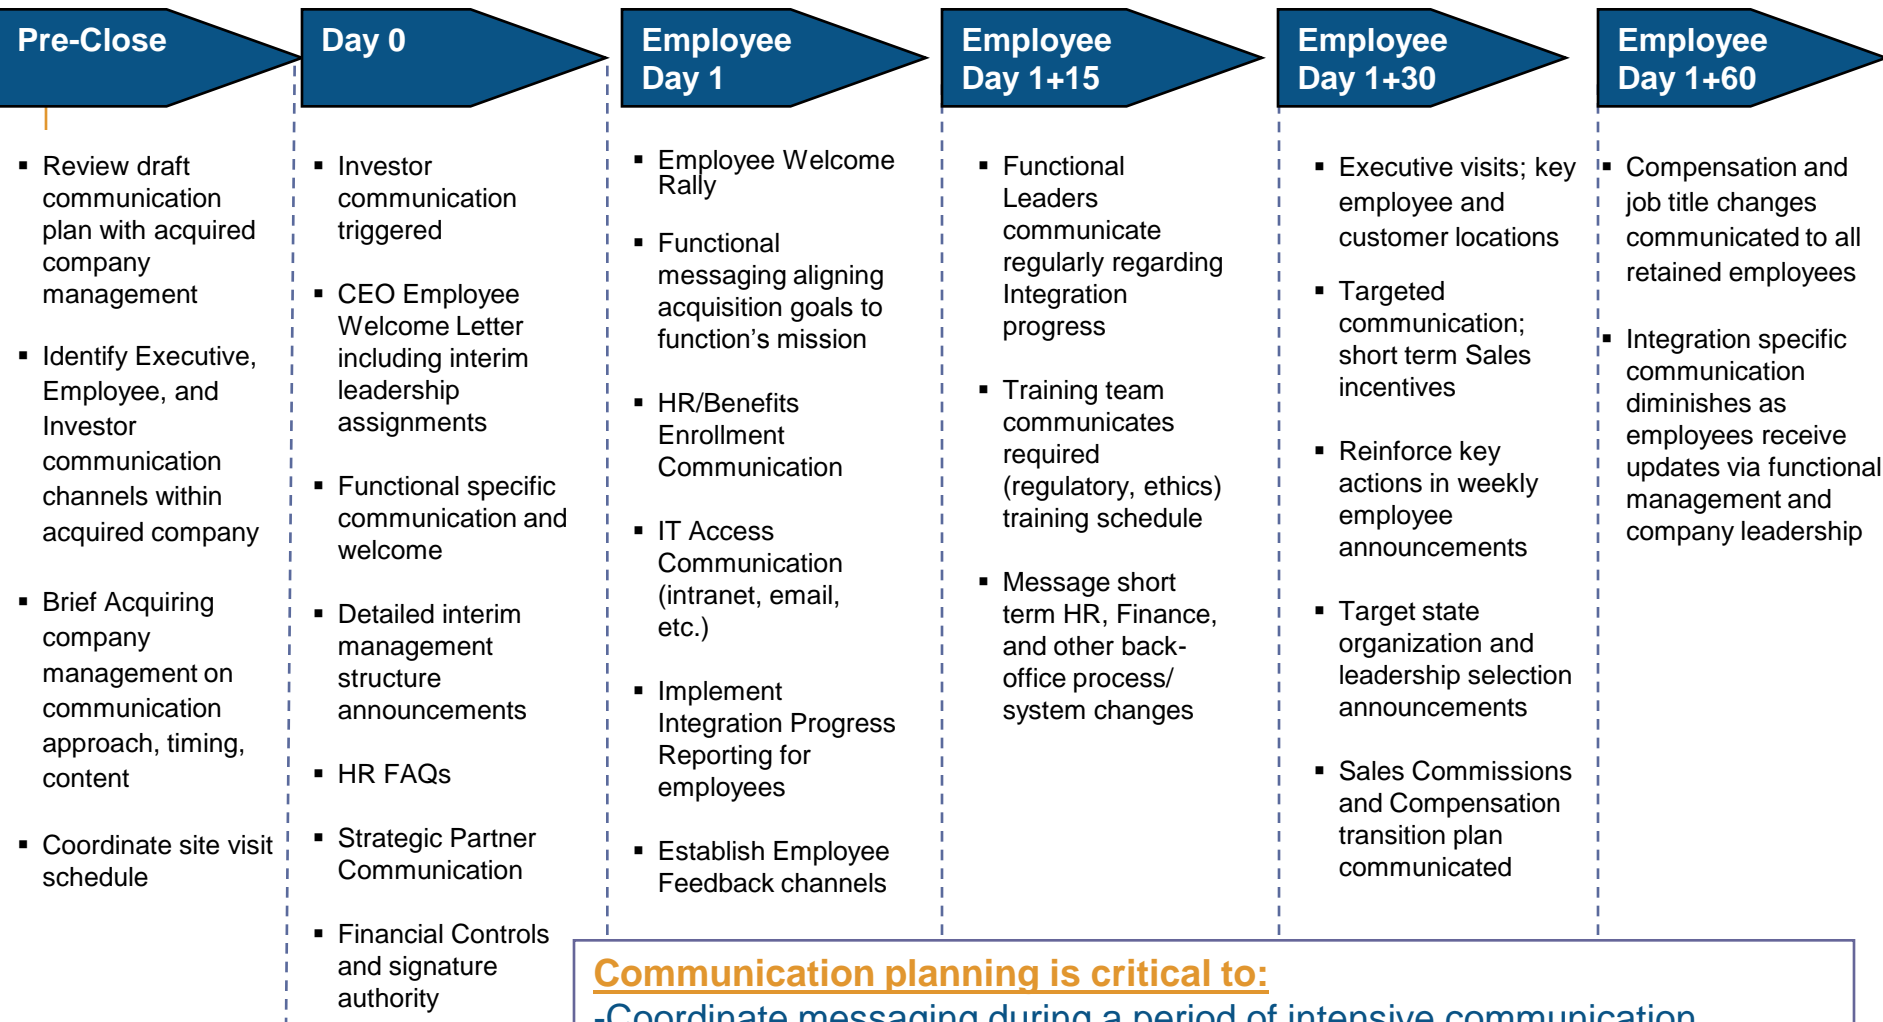 Pre-Close
▪ Review draft
communication
plan with acquired
company
management
▪ Identify Executive,
Employee, and
Investor
communication
channels within
acquired company
▪ Brief Acquiring
company
management on
communication
approach, timing,
content
▪ Coordinate site visit
schedule
Day 0
▪ Investor
communication
triggered
▪ CEO Employee
Welcome Letter
including interim
leadership
assignments
▪ Functional specific
communication and
welcome
▪ Detailed interim
management
structure
announcements
▪ HR FAQs
▪ Strategic Partner
Communication
▪ Financial Controls
and signature
authority
Employee
Day 1
▪ Employee Welcome
Rally
▪ Functional
messaging aligning
acquisition goals to
function's mission
▪ HR/Benefits
Enrollment
Communication
▪ IT Access
Communication
(intranet, email,
etc.)
▪ Implement
Integration Progress
Reporting for
employees
▪ Establish Employee
Feedback channels
Employee
Day 1+15
▪ Functional
Leaders
communicate
regularly regarding
Integration
progress
▪ Training team
communicates
required
(regulatory, ethics)
training schedule
▪ Message short
term HR, Finance,
and other back-
office process/
system changes
Employee
Day 1+30
▪ Executive visits; key
employee and
customer locations
▪ Targeted
communication;
short term Sales
incentives
▪ Reinforce key
actions in weekly
employee
announcements
▪ Target state
organization and
leadership selection
announcements
▪ Sales Commissions
and Compensation
transition plan
communicated
Employee
Day 1+60
▪ Compensation and
job title changes
communicated to all
retained employees
▪ Integration specific
communication
diminishes as
employees receive
updates via functional
management and
company leadership
Communication planning is critical to:
-Coordinate messaging during a period of intensive communication